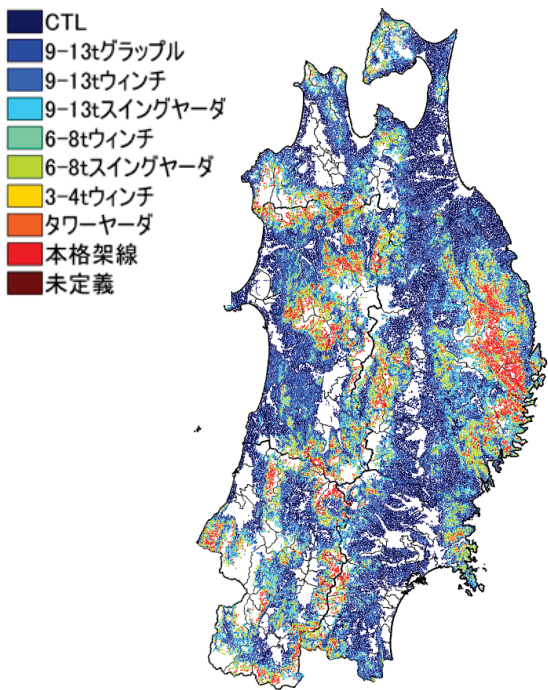 CTL
9-13tグラップル
9-13tウィンチ
9-13tスイングヤーダ
6-8tウィンチ
6-8tスイングヤーダ
3-4tウィンチ
タワーヤーダ
本格架線
未定義